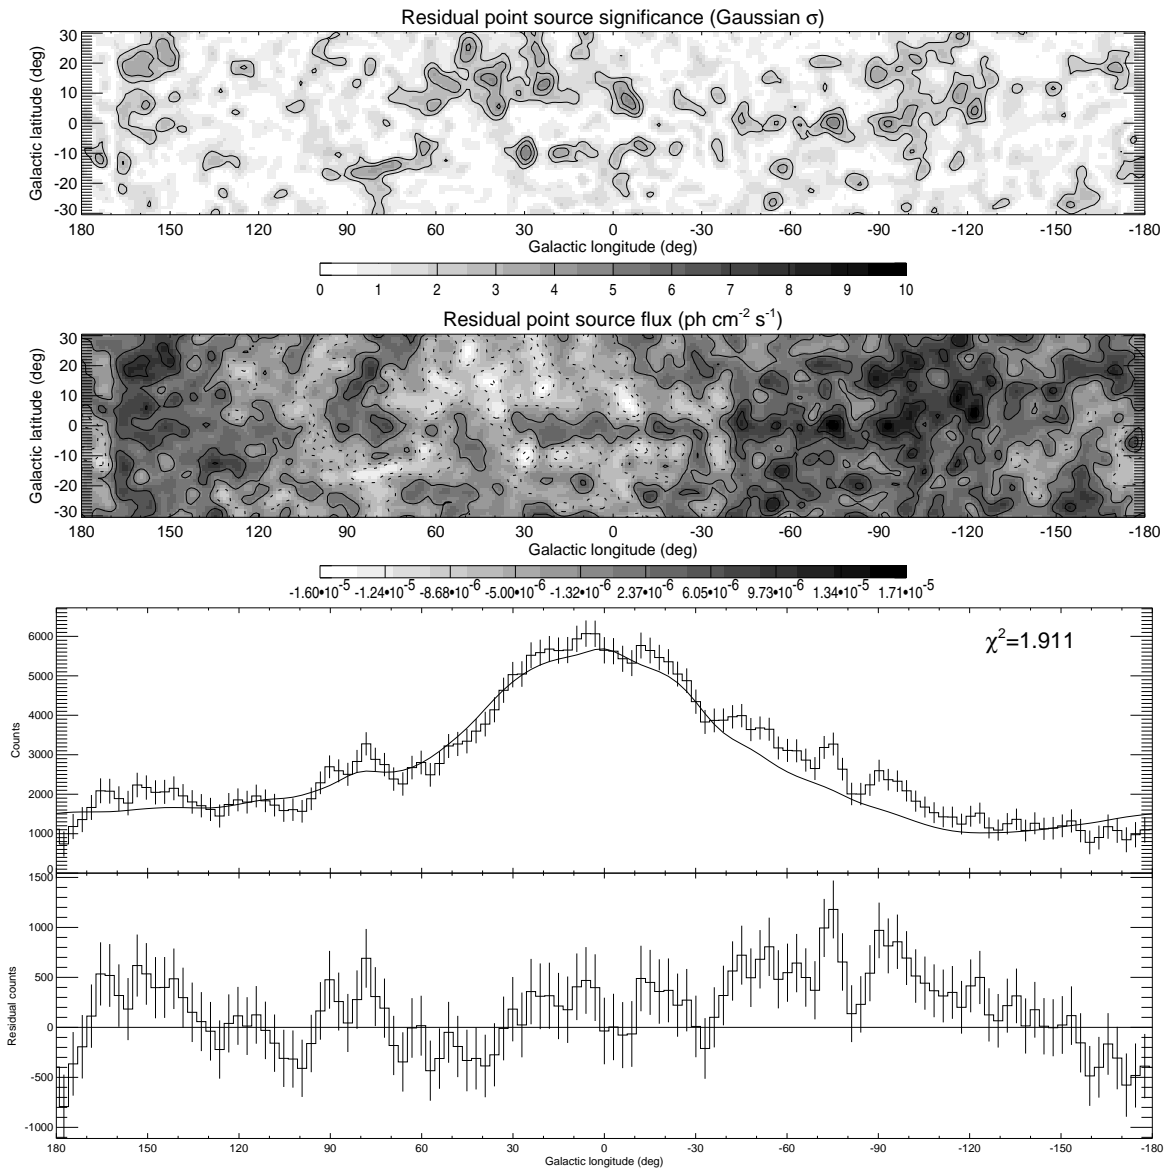 Residual point source significance (Gaussian σ)
Galactic latitude (deg)
30
20
10
0
-10
-20
-30
180 150 120 90 60 30 0 -30 -60 -90 -120 -150 -180
Galactic longitude (deg)
0 1 2 3 4 5 6 7 8 9 10
Residual point source flux (ph cm-2 s-1)
Galactic latitude (deg)
30
20
10
0
-10
-20
-30
180 150 120 90 60 30 0 -30 -60 -90 -120 -150 -180
Galactic longitude (deg)
-1.60•10-5 -1.24•10-5 -8.68•10-6 -5.00•10-6 -1.32•10-6 2.37•10-6 6.05•10-6 9.73•10-6 1.34•10-5 1.71•10-5
χ2=1.911
Counts
6000
5000
4000
3000
2000
1000
0
Residual counts
1500
1000
500
0
-500
-1000
180 150 120 90 60 30 0 -30 -60 -90 -120 -150 -180
Galactic longitude (deg)